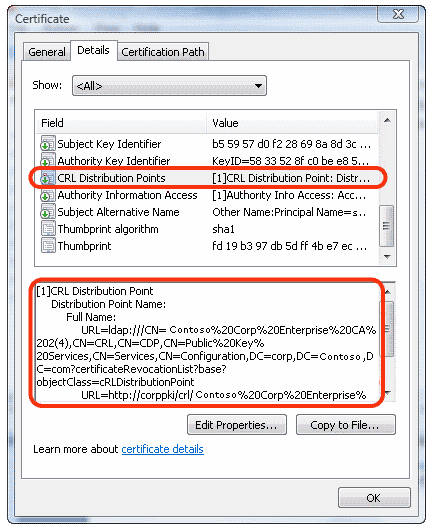 Certificate
General Details Certification Path
Show: <All>
Field Value
Subject Key Identifier b5 59 57 d0 f2 28 69 8a 8d 3c ...
Authority Key Identifier KeyID=58 33 52 8f c0 be e8 5 ...
CRL Distribution Points [1]CRL Distribution Point: Distr...
Authority Information Access [1]Authority Info Access: Acc...
Subject Alternative Name Other Name:Principal Name=s...
Thumbprint algorithm sha1
Thumbprint fd 19 b3 97 db 5d ff 4b e7 ec ...
[1]CRL Distribution Point
Distribution Point Name:
Full Name:
URL=ldap:///CN= Contoso%20Corp%20Enterprise%20CA%
202(4),CN=CRL,CN=CDP,CN=Public%20Key%
20Services,CN=Services,CN=Configuration,DC=corp,DC=Contoso,D
C=com?certificateRevocationList?base?
objectClass=cRLDistributionPoint
URL=http://corppki/crl/ Contoso%20Corp%20Enterprise%
Edit Properties... Copy to File...
Learn more about certificate details
OK